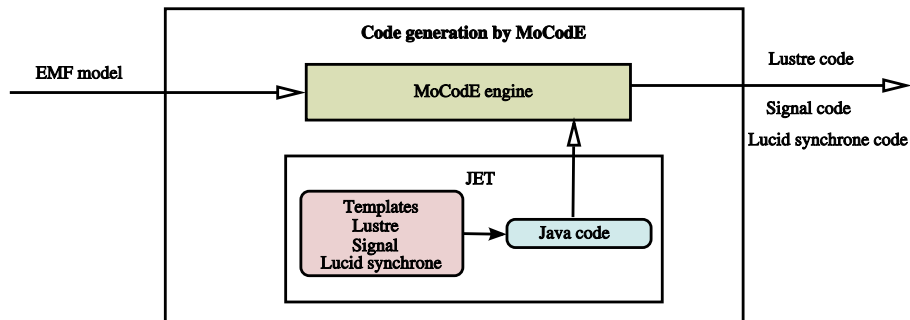 Code generation by MoCodE
EMF model
MoCodE engine
Lustre code
Signal code
Lucid synchrone code
JET
Templates
Lustre
Signal
Lucid synchrone
Java code